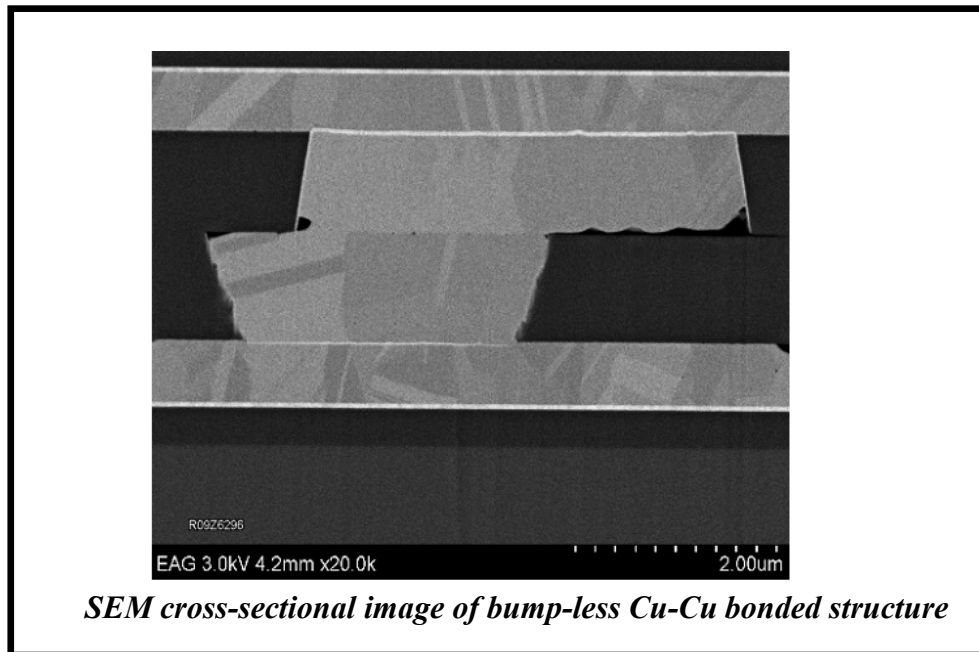 R09Z6296
EAG 3.0kV 4.2mm x20.0k 2.00um
SEM cross-sectional image of bump-less Cu-Cu bonded structure